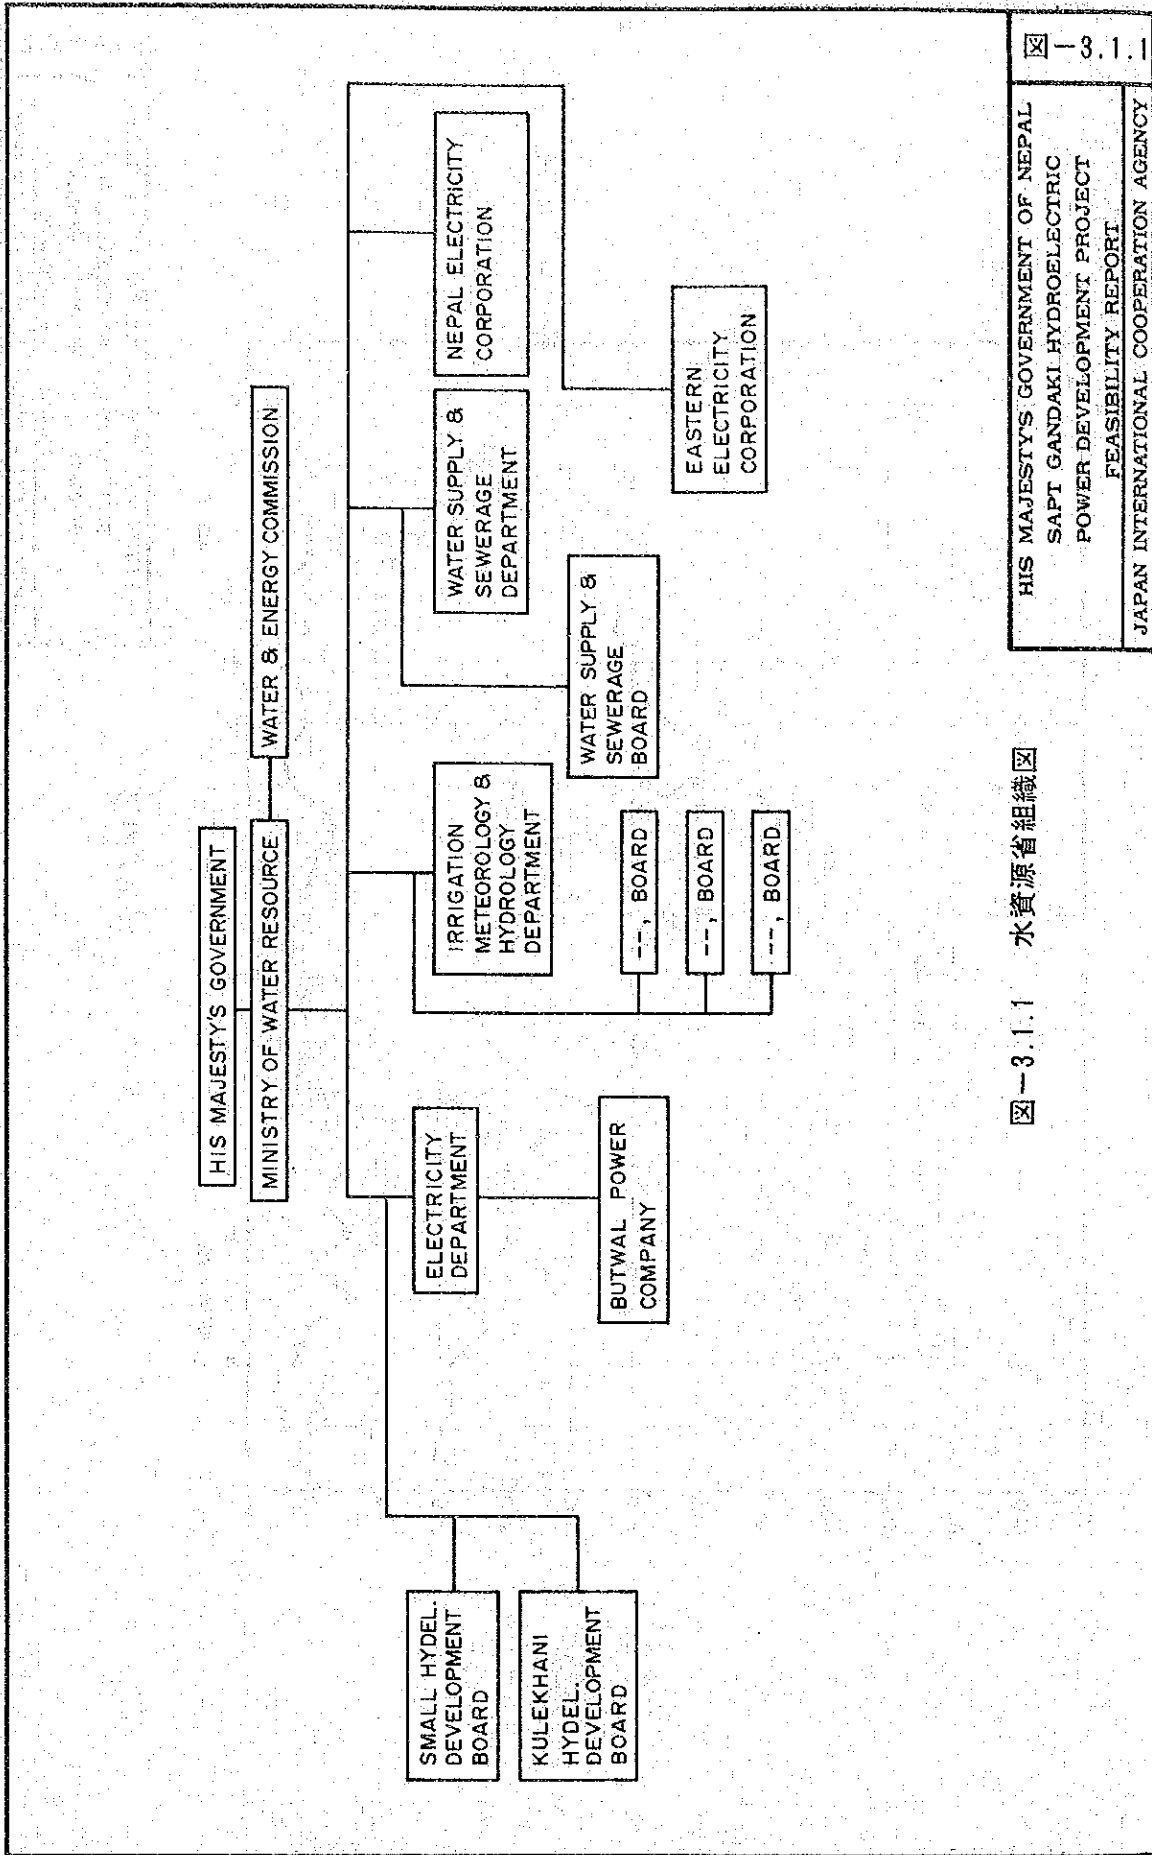 HIS MAJESTY'S GOVERNMENT
MINISTRY OF WATER RESOURCE
WATER & ENERGY COMMISSION
SMALL HYDEL.
DEVELOPMENT
BOARD
KULEKHANI
HYDEL.
DEVELOPMENT
BOARD
ELECTRICITY
DEPARTMENT
BUTWAL POWER
COMPANY
IRRIGATION
METEOROLOGY &
HYDROLOGY
DEPARTMENT
--, BOARD
--, BOARD
--, BOARD
WATER SUPPLY &
SEWERAGE
DEPARTMENT
WATER SUPPLY &
SEWERAGE
BOARD
NEPAL ELECTRICITY
CORPORATION
EASTERN
ELECTRICITY
CORPORATION
図-3.1.1 水資源省組織図
HIS MAJESTY'S GOVERNMENT OF NEPAL
SAPT GANDAKI HYDROELECTRIC
POWER DEVELOPMENT PROJECT
FEASIBILITY REPORT
JAPAN INTERNATIONAL COOPERATION AGENCY
図-3.1.1